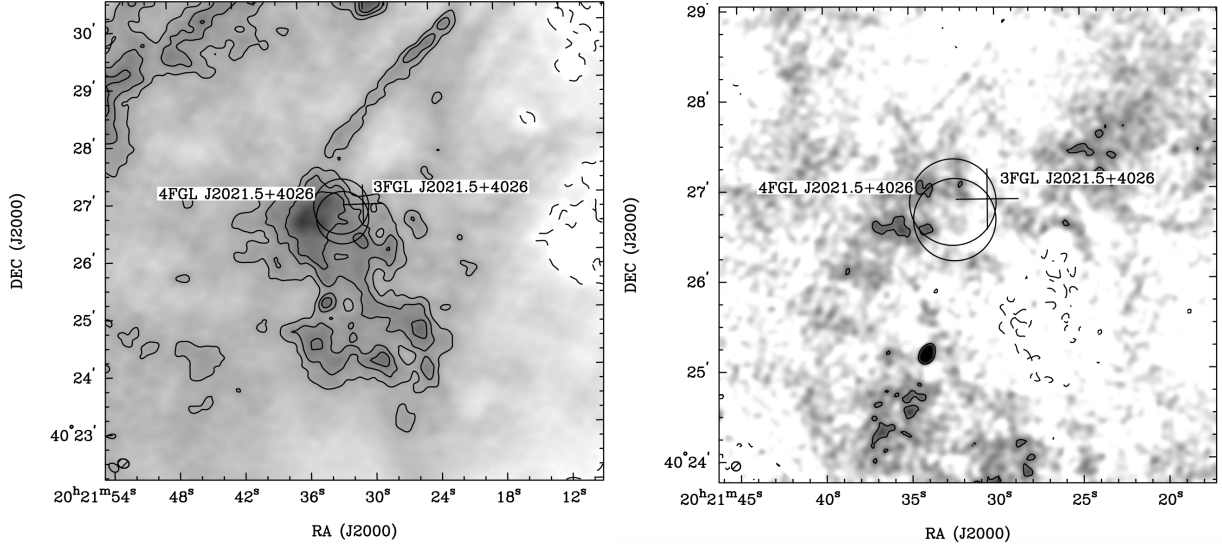 30′
29′
28′
27′
26′
25′
24′
40°23′
DEC (J2000)
4FGL J2021.5+4026
3FGL J2021.5+4026
20ʰ21ᵐ54ˢ
48ˢ
42ˢ
36ˢ
30ˢ
24ˢ
18ˢ
12ˢ
RA (J2000)
29′
28′
27′
26′
25′
40°24′
DEC (J2000)
4FGL J2021.5+4026
3FGL J2021.5+4026
20ʰ21ᵐ45ˢ
40ˢ
35ˢ
30ˢ
25ˢ
20ˢ
RA (J2000)